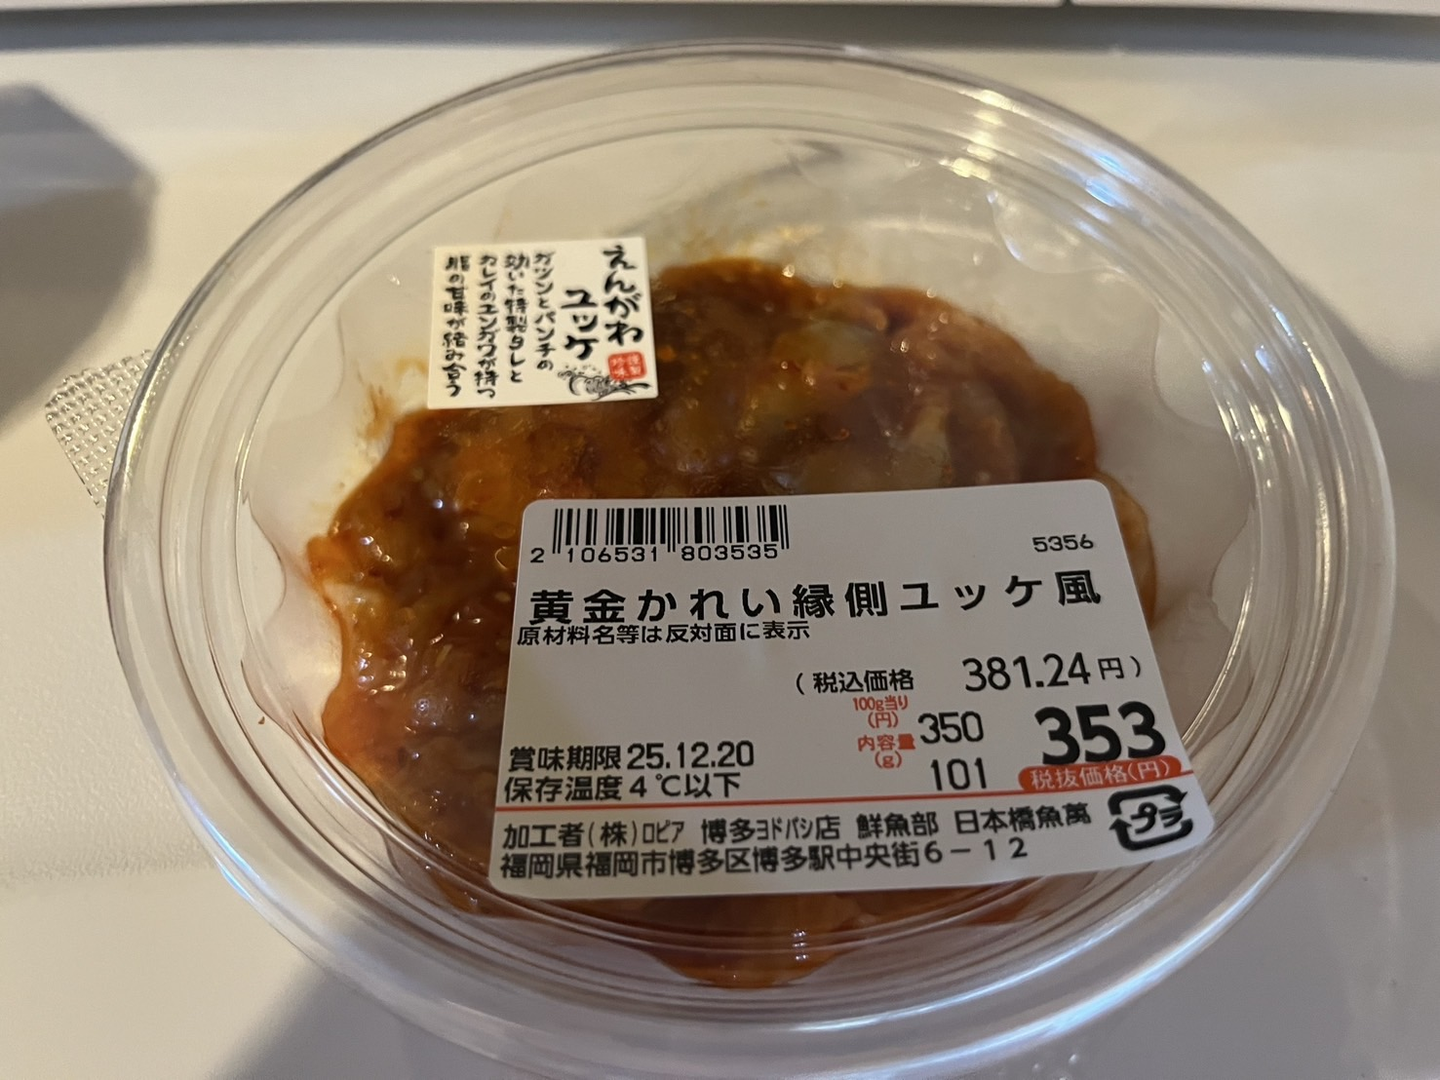 えんがわ
ユッケ
ガツンとパンチの
効いた特製タレと
カレイのエンガワが持つ
脂の甘味が絡み合う
2 106531 803535
5356
黄金かれい縁側ユッケ風
原材料名等は反対面に表示
(税込価格 381.24円)
100g当り(円) 350
内容量(g) 101
353
税抜価格(円)
賞味期限 25.12.20
保存温度4℃以下
加工者(株)ロピア 博多ヨドバシ店 鮮魚部 日本橋魚萬
福岡県福岡市博多区博多駅中央街6-12
プラ